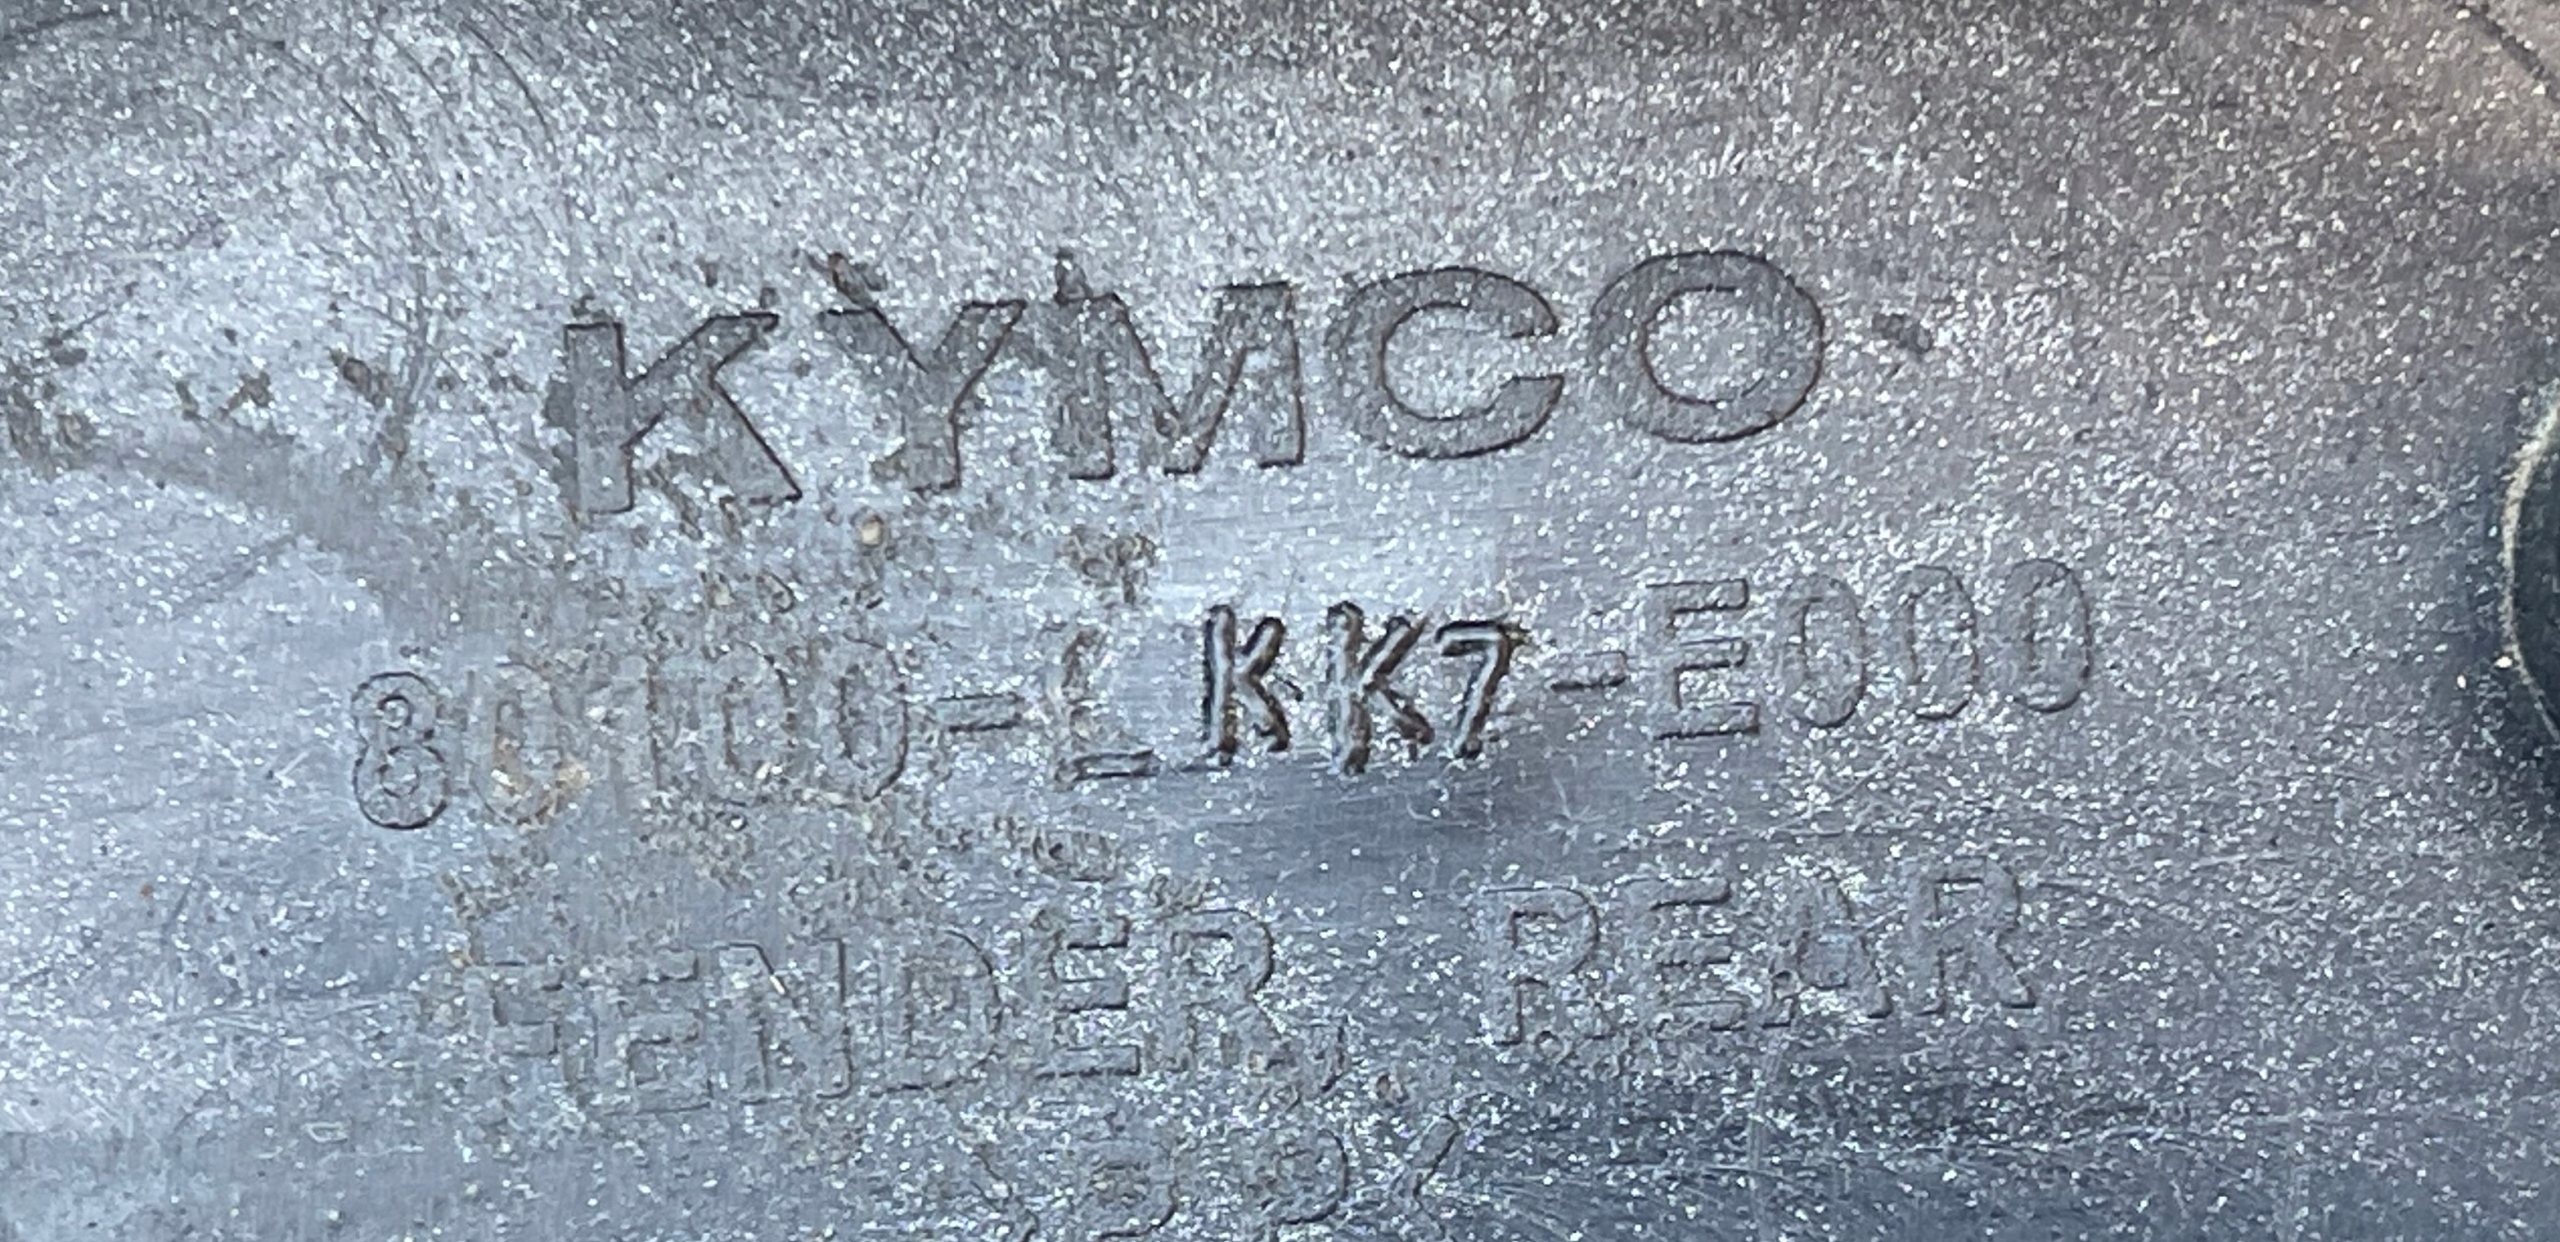 KYMCO
80100-LKK7-E000
FENDER REAR